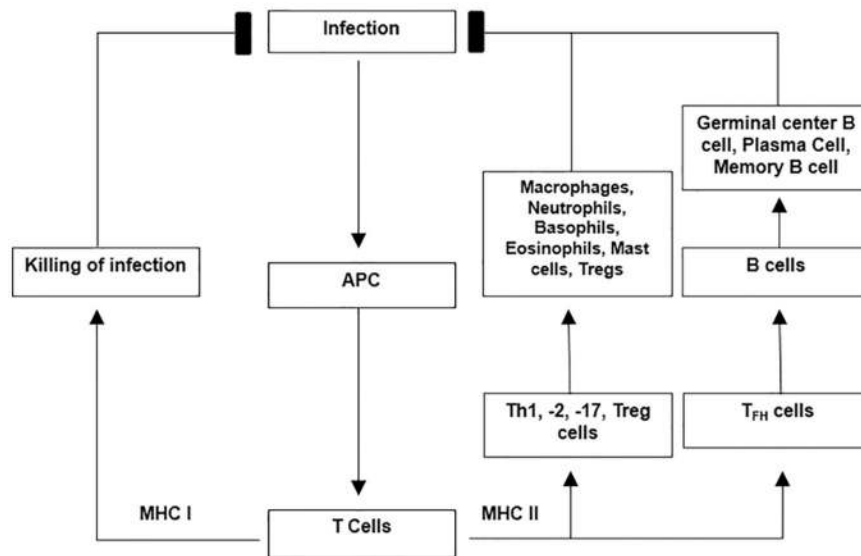 Infection
Germinal center B
cell, Plasma Cell,
Memory B cell
Macrophages,
Neutrophils,
Basophils,
Eosinophils, Mast
cells, Tregs
Killing of infection
APC
B cells
Th1, -2, -17, Treg
cells
TFH cells
MHC I
T Cells
MHC II